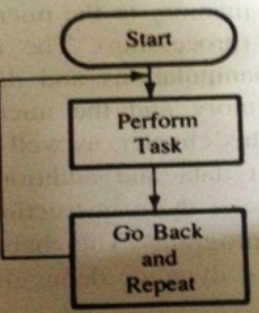 Start
Perform
Task
Go Back
and
Repeat